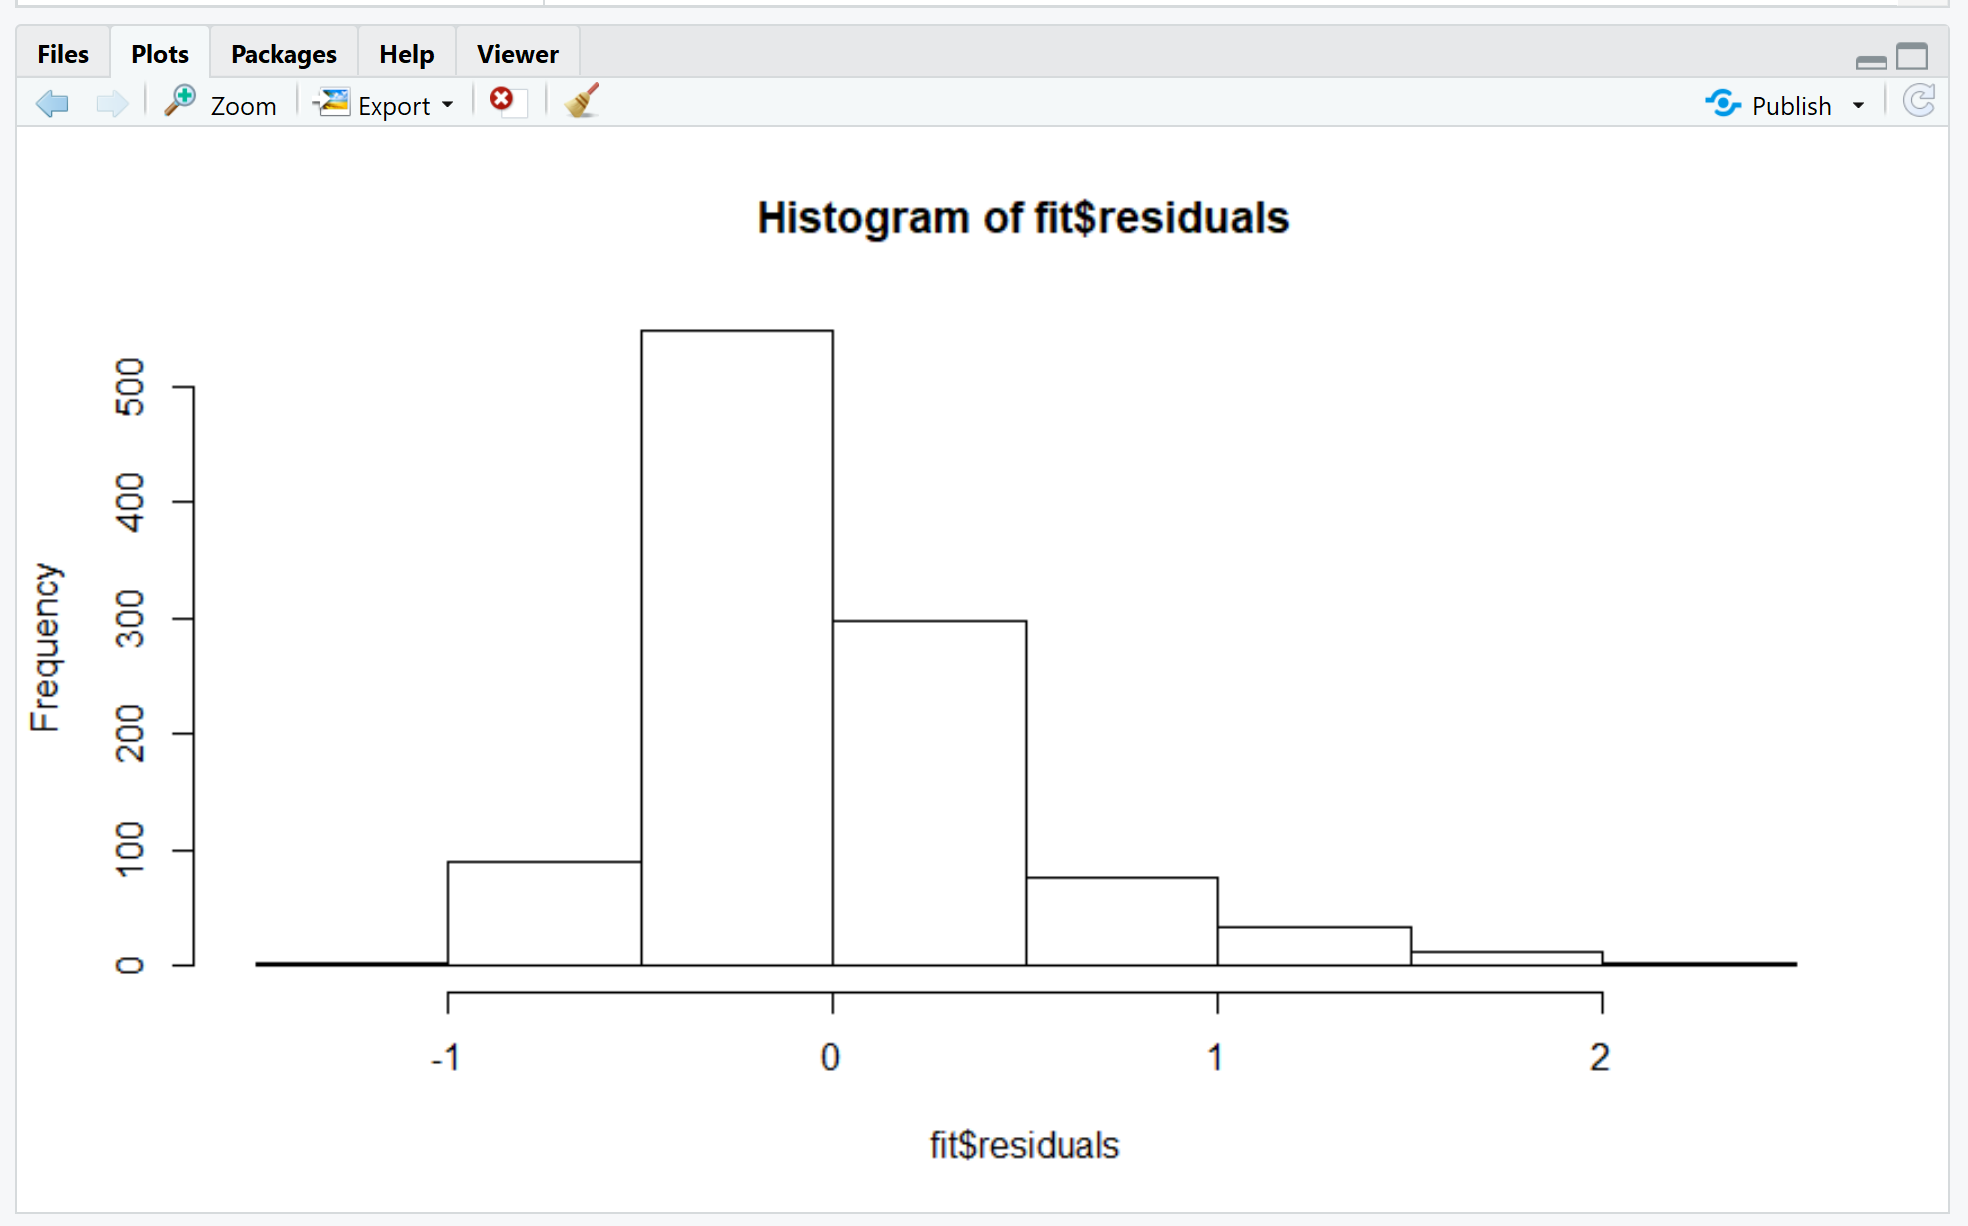 Files Plots Packages Help Viewer
Zoom Export Publish
Histogram of fit$residuals
Frequency
500
400
300
200
100
0
-1 0 1 2
fit$residuals